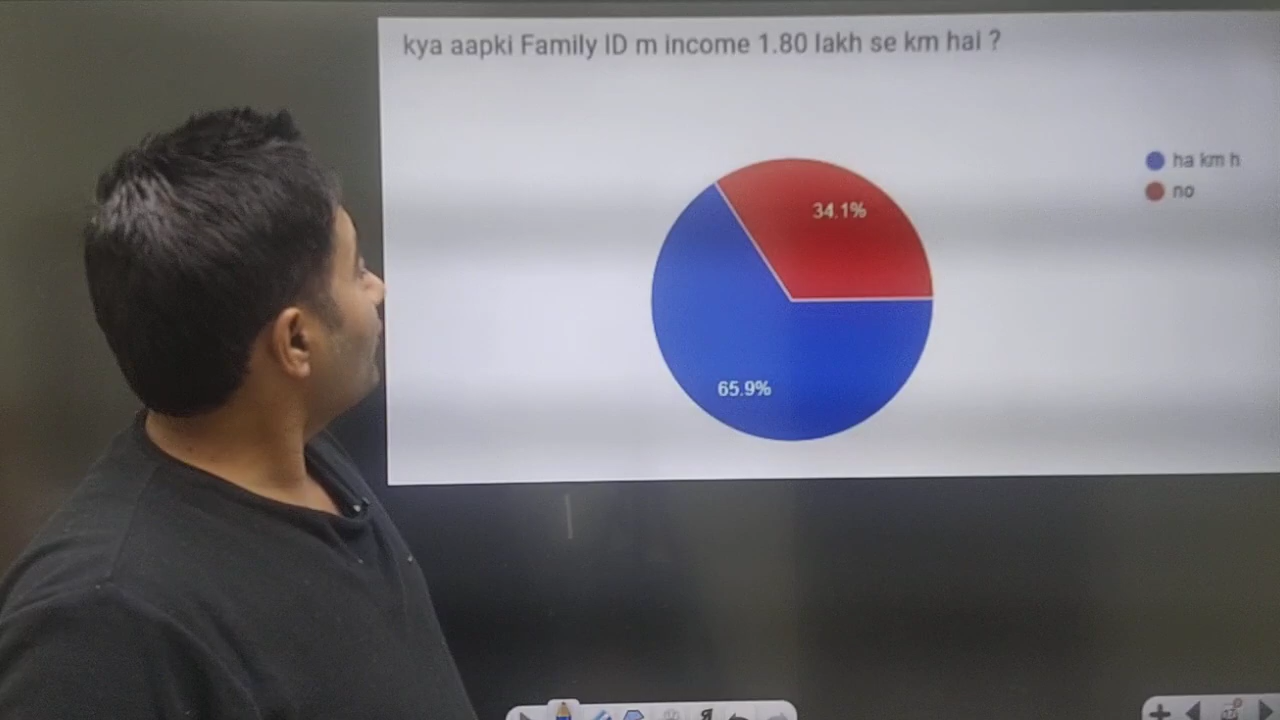 kya aapki Family ID m income 1.80 lakh se km hai ?
ha km h
no
34.1%
65.9%